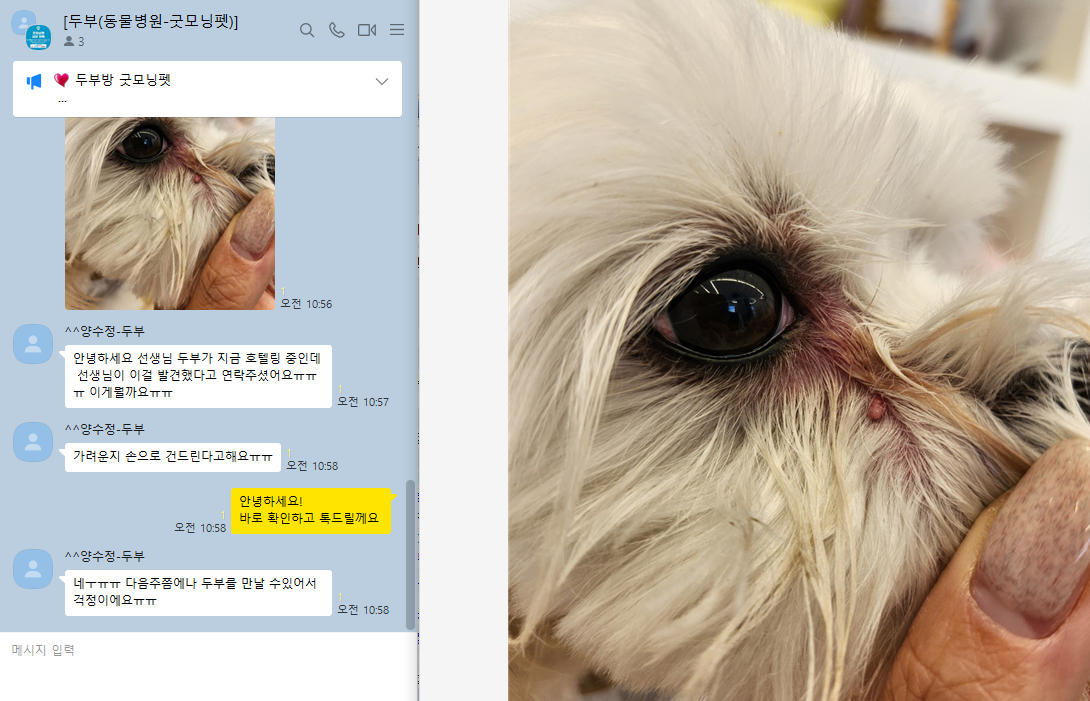 [두부(동물병원-굿모닝펫)]
3
두부방 굿모닝펫
...
1
오전 10:56
^^양수정-두부
안녕하세요 선생님 두부가 지금 호텔링 중인데
선생님이 이걸 발견했다고 연락주셨어요ㅠㅠ
ㅠ 이게뭘까요ㅠㅠ
1
오전 10:57
^^양수정-두부
가려운지 손으로 건드린다고해요ㅠㅠ
1
오전 10:58
안녕하세요!
바로 확인하고 톡드릴께요
1
오전 10:58
^^양수정-두부
네ㅜㅠㅠ 다음주쯤에나 두부를 만날 수있어서
걱정이에요ㅠㅠ
1
오전 10:58
메시지 입력